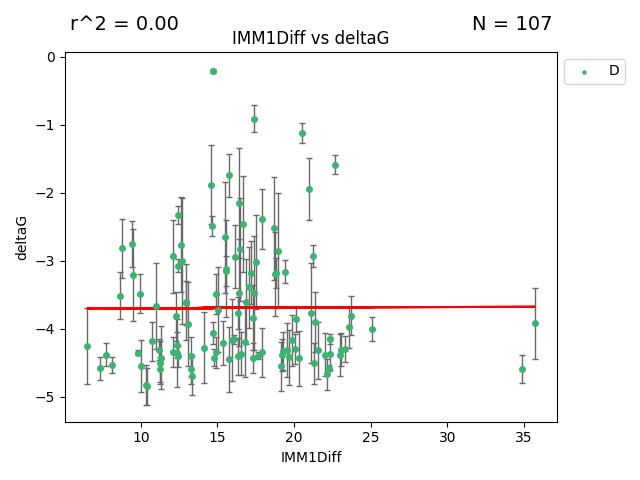 r^2 = 0.00
N = 107
IMM1Diff vs deltaG
D
0
−1
−2
−3
−4
−5
deltaG
10 15 20 25 30 35
IMM1Diff